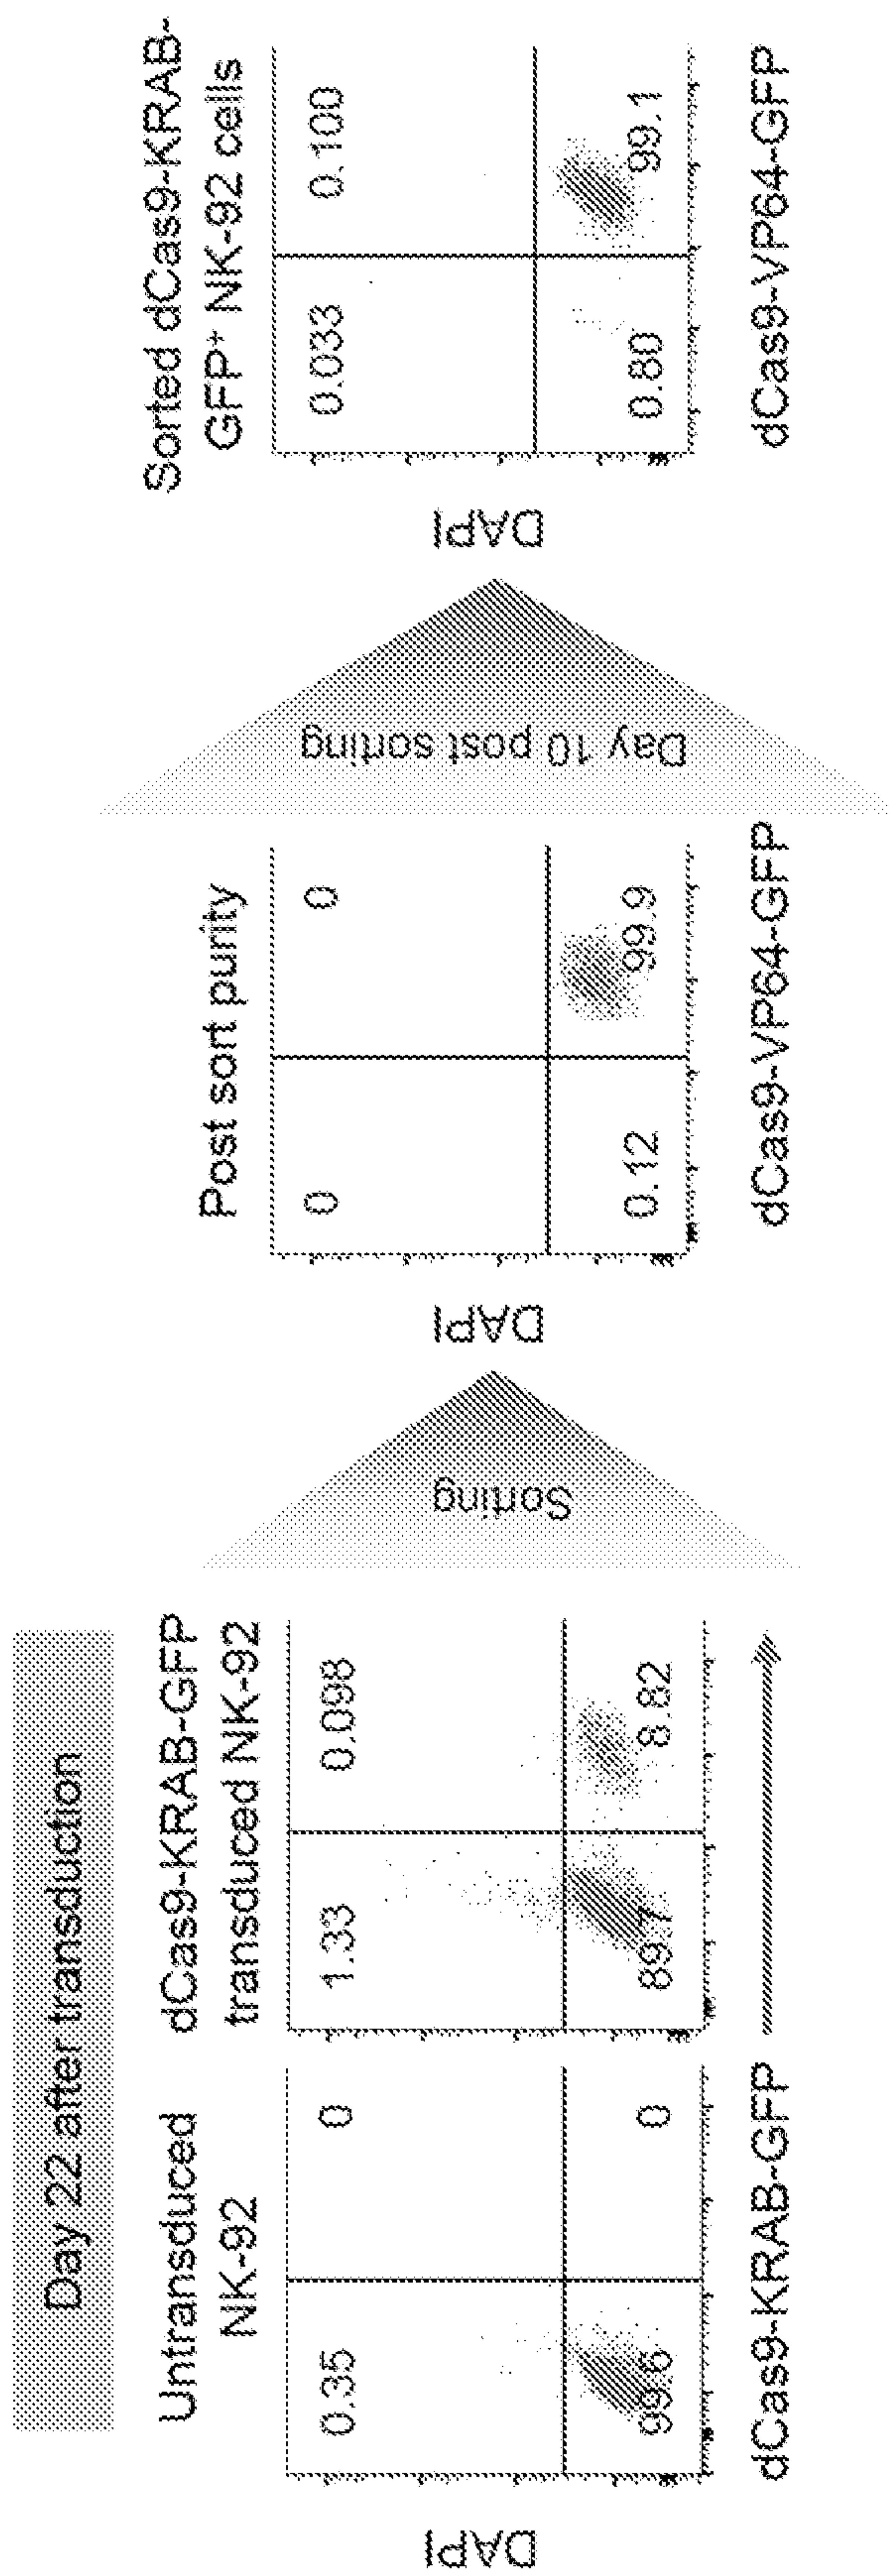 Day 22 after transduction
Untransduced
NK-92
0.35
0
99.6
0
DAPI
dCas9-KRAB-GFP
dCas9-KRAB-GFP
transduced NK-92
1.33
0.098
89.7
8.82
Sorting
Post sort purity
0
0
0.12
99.9
DAPI
dCas9-VP64-GFP
Day 10 post sorting
Sorted dCas9-KRAB-
GFP⁺ NK-92 cells
0.033
0.100
0.80
99.1
DAPI
dCas9-VP64-GFP